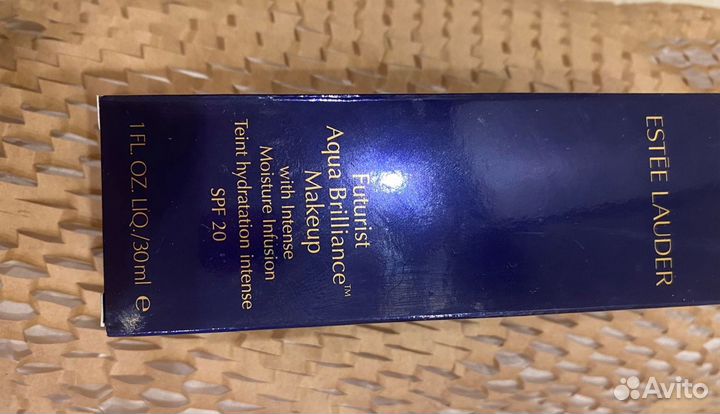 ESTĒE LAUDER
Futurist
Aqua Brilliance™
Makeup
with Intense
Moisture Infusion
Teint hydratation intense
SPF 20
1 FL. OZ. LIQ./30ml ℮
Avito